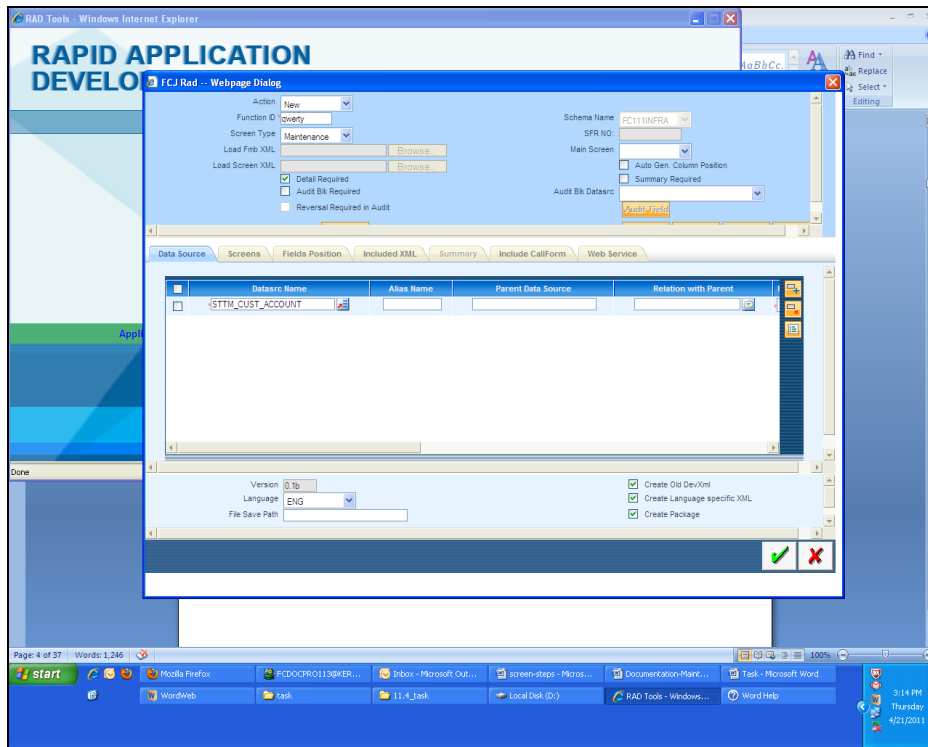 RAD Tools - Windows Internet Explorer
RAPID APPLICATION
DEVELO
AaBbCc.
Find
Replace
Select
Editing
FCJ Rad -- Webpage Dialog
Action New
Function ID *qwerty
Schema Name FC111INFRA
Screen Type Maintenance
SFR NO:
Load Fmb XML Browse...
Main Screen
Load Screen XML Browse...
Auto Gen. Column Position
Detail Required
Summary Required
Audit Blk Required
Audit Blk Datasrc
Reversal Required in Audit
Audit Field
Data Source Screens Fields Position Included XML Summary Include CallForm Web Service
Datasrc Name Alias Name Parent Data Source Relation with Parent
*STTM_CUST_ACCOUNT
Appli
Done
Version 0.1b
Create Old DevXml
Language ENG
Create Language specific XML
File Save Path
Create Package
Page: 4 of 37 Words: 1,246 100%
start Mozilla Firefox FCDOCPRO113@KER... Inbox - Microsoft Out... screen-steps - Micros... Documentation-Maint... Task - Microsoft Word
WordWeb task 11.4_task Local Disk (D:) RAD Tools - Windows... Word Help
3:14 PM
Thursday
4/21/2011